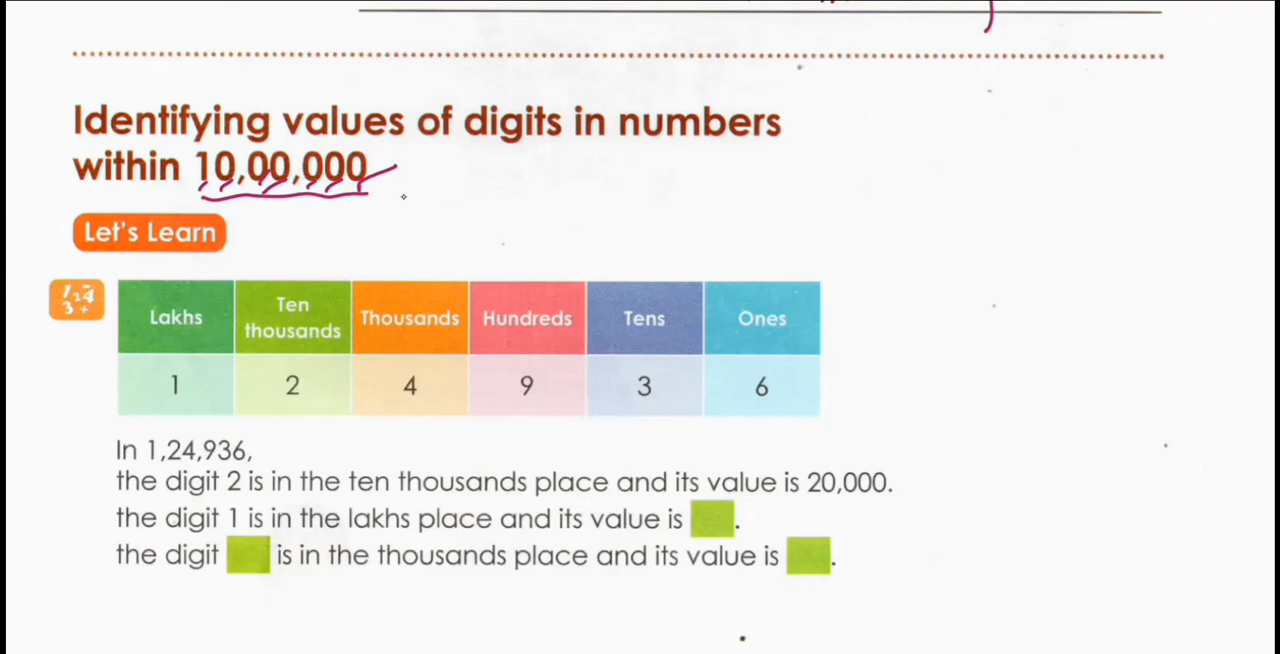 Identifying values of digits in numbers
within 10,00,000
Let's Learn
Lakhs Ten thousands Thousands Hundreds Tens Ones
1 2 4 9 3 6
In 1,24,936,
the digit 2 is in the ten thousands place and its value is 20,000.
the digit 1 is in the lakhs place and its value is .
the digit is in the thousands place and its value is .